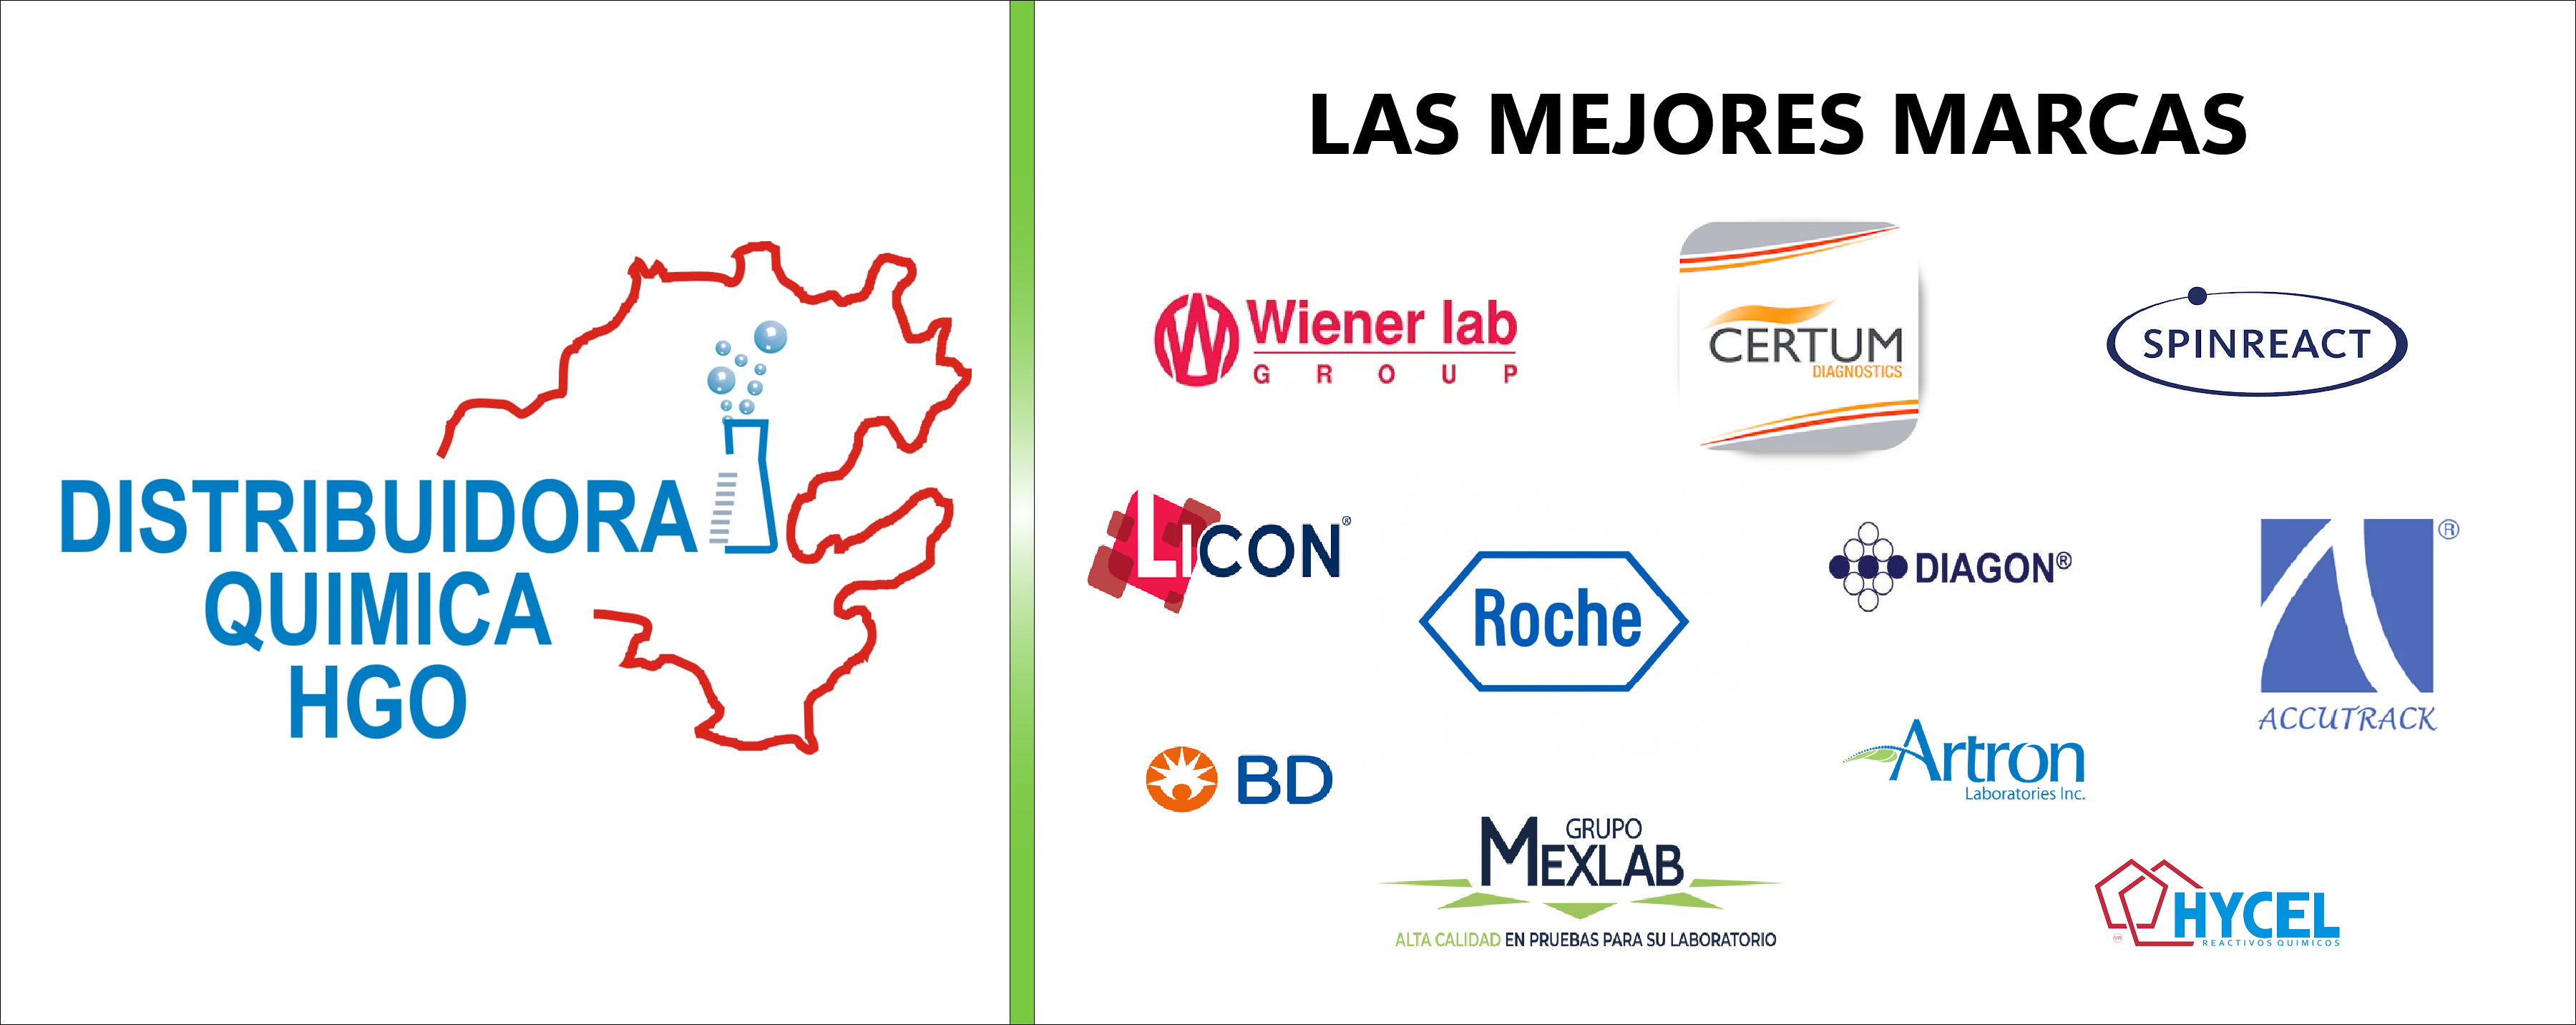 DISTRIBUIDORA
QUIMICA
HGO
LAS MEJORES MARCAS
Wiener lab
GROUP
CERTUM
DIAGNOSTICS
SPINREACT
LICON®
Roche
DIAGON®
®
ACCUTRACK
BD
Artron
Laboratories Inc.
GRUPO
MEXLAB
ALTA CALIDAD EN PRUEBAS PARA SU LABORATORIO
HYCEL
REACTIVOS QUIMICOS